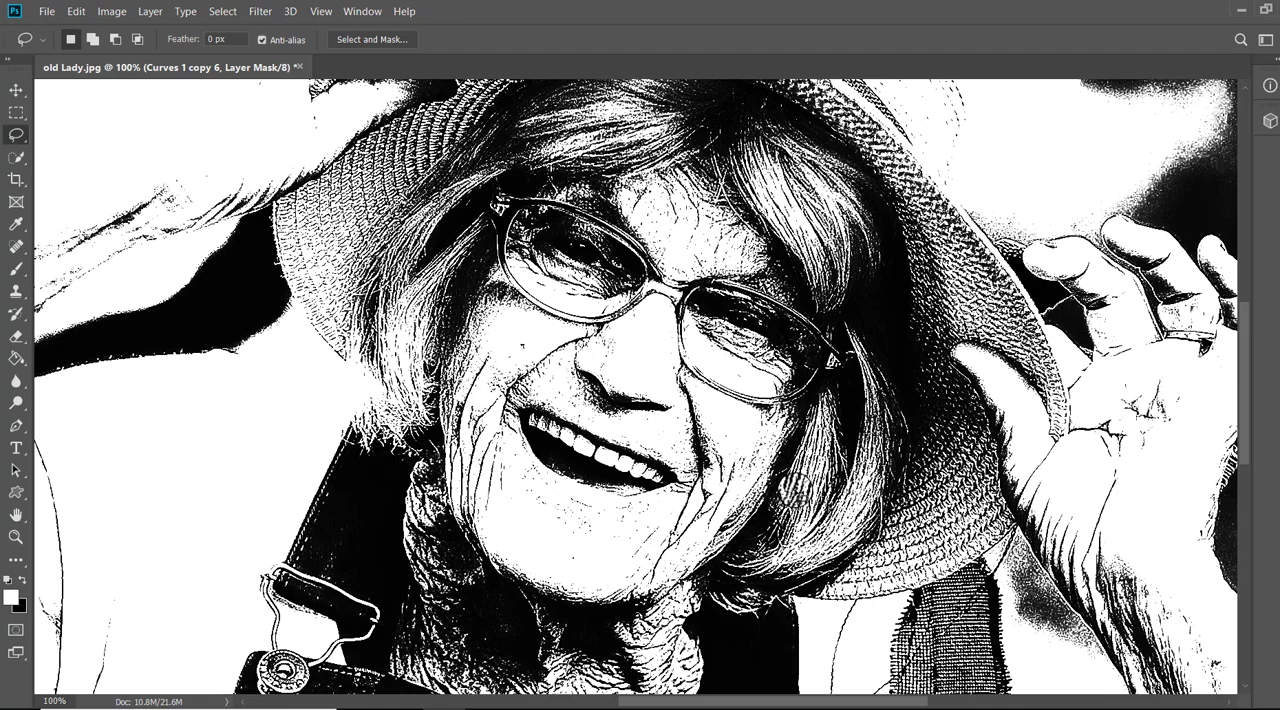 Ps File Edit Image Layer Type Select Filter 3D View Window Help
Feather: 0 px Anti-alias Select and Mask...
old Lady.jpg @ 100% (Curves 1 copy 6, Layer Mask/8) *
100% Doc: 10.8M/21.6M